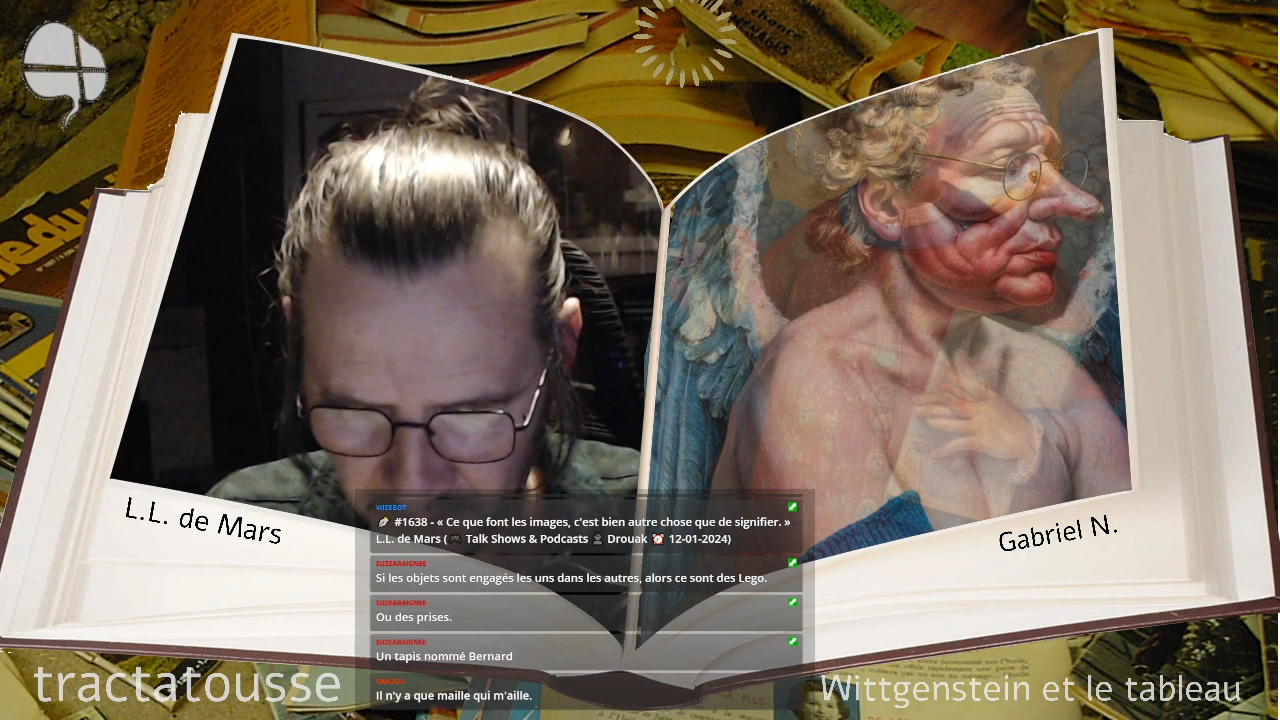 L.L. de Mars
Gabriel N.
WIZEBOT
#1638 - « Ce que font les images, c'est bien autre chose que de signifier. »
L.L. de Mars ( Talk Shows & Podcasts Drouak 12-01-2024)
SUZEARAIGNEE
Si les objets sont engagés les uns dans les autres, alors ce sont des Lego.
SUZEARAIGNEE
Ou des prises.
SUZEARAIGNEE
Un tapis nommé Bernard
Il n'y a que maille qui m'aille.
tractatousse
Wittgenstein et le tableau